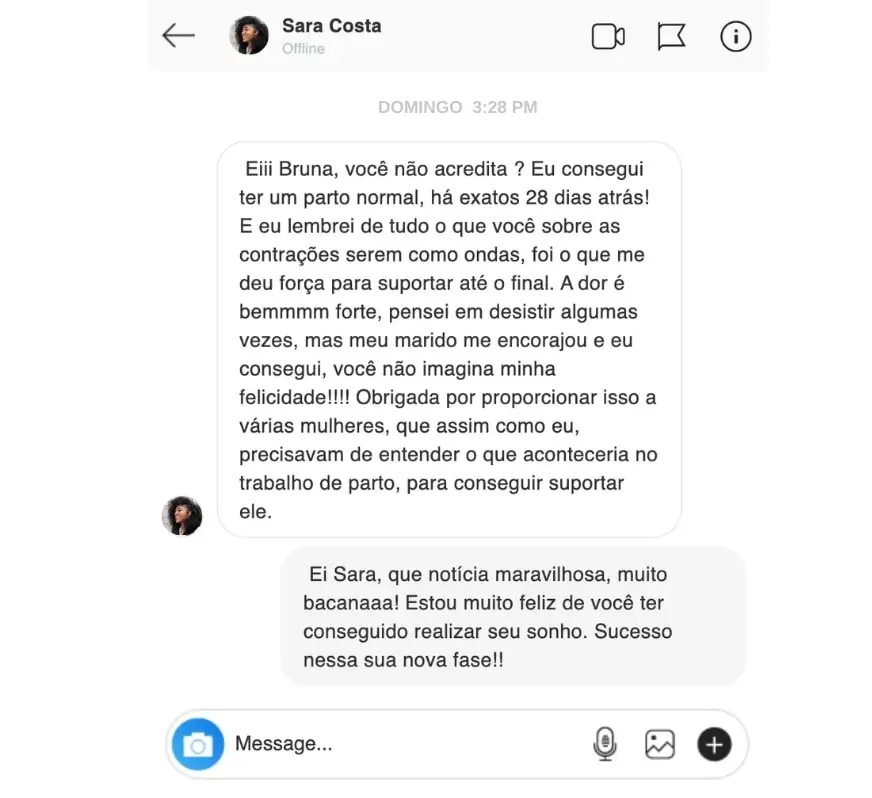 Sara Costa
Offline
DOMINGO 3:28 PM
Eiii Bruna, você não acredita ? Eu consegui
ter um parto normal, há exatos 28 dias atrás!
E eu lembrei de tudo o que você sobre as
contrações serem como ondas, foi o que me
deu força para suportar até o final. A dor é
bemmmm forte, pensei em desistir algumas
vezes, mas meu marido me encorajou e eu
consegui, você não imagina minha
felicidade!!!! Obrigada por proporcionar isso a
várias mulheres, que assim como eu,
precisavam de entender o que aconteceria no
trabalho de parto, para conseguir suportar
ele.
Ei Sara, que notícia maravilhosa, muito
bacanaaa! Estou muito feliz de você ter
conseguido realizar seu sonho. Sucesso
nessa sua nova fase!!
Message...